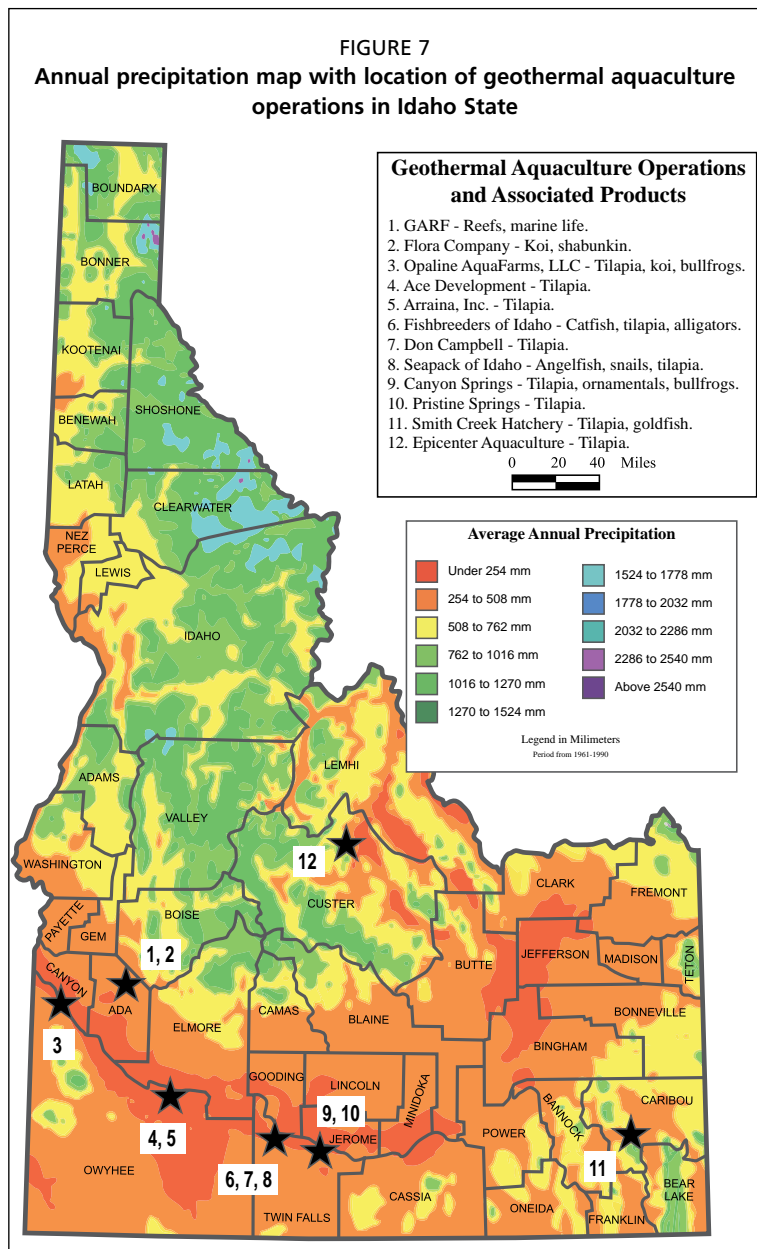 FIGURE 7
Annual precipitation map with location of geothermal aquaculture
operations in Idaho State
Geothermal Aquaculture Operations
and Associated Products
1. GARF - Reefs, marine life.
2. Flora Company - Koi, shabunkin.
3. Opaline AquaFarms, LLC - Tilapia, koi, bullfrogs.
4. Ace Development - Tilapia.
5. Arraina, Inc. - Tilapia.
6. Fishbreeders of Idaho - Catfish, tilapia, alligators.
7. Don Campbell - Tilapia.
8. Seapack of Idaho - Angelfish, snails, tilapia.
9. Canyon Springs - Tilapia, ornamentals, bullfrogs.
10. Pristine Springs - Tilapia.
11. Smith Creek Hatchery - Tilapia, goldfish.
12. Epicenter Aquaculture - Tilapia.
0 20 40 Miles
Average Annual Precipitation
Under 254 mm
254 to 508 mm
508 to 762 mm
762 to 1016 mm
1016 to 1270 mm
1270 to 1524 mm
1524 to 1778 mm
1778 to 2032 mm
2032 to 2286 mm
2286 to 2540 mm
Above 2540 mm
Legend in Milimeters
Period from 1961-1990
BOUNDARY
BONNER
KOOTENAI
SHOSHONE
BENEWAH
LATAH
CLEARWATER
NEZ
PERCE
LEWIS
IDAHO
LEMHI
ADAMS
VALLEY
WASHINGTON
12
CUSTER
CLARK
FREMONT
PAYETTE
GEM
BOISE
1, 2
BUTTE
JEFFERSON
MADISON
TETON
CANYON
ADA
ELMORE
CAMAS
BLAINE
BONNEVILLE
3
BINGHAM
GOODING
LINCOLN
MINIDOKA
9, 10
JEROME
4, 5
BANNOCK
CARIBOU
POWER
11
OWYHEE
6, 7, 8
CASSIA
BEAR
LAKE
TWIN FALLS
ONEIDA
FRANKLIN